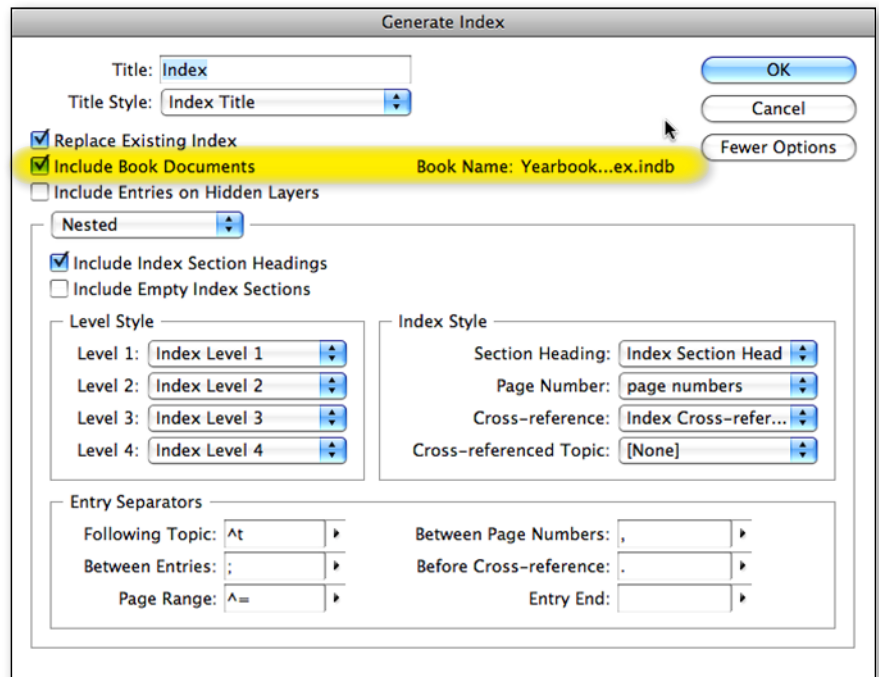 Generate Index
Title: Index
OK
Title Style: Index Title
Cancel
Replace Existing Index
Fewer Options
Include Book Documents Book Name: Yearbook...ex.indb
Include Entries on Hidden Layers
Nested
Include Index Section Headings
Include Empty Index Sections
Level Style
Level 1: Index Level 1
Level 2: Index Level 2
Level 3: Index Level 3
Level 4: Index Level 4
Index Style
Section Heading: Index Section Head
Page Number: page numbers
Cross-reference: Index Cross-refer...
Cross-referenced Topic: [None]
Entry Separators
Following Topic: ^t
Between Entries: ;
Page Range: ^=
Between Page Numbers: ,
Before Cross-reference: .
Entry End: